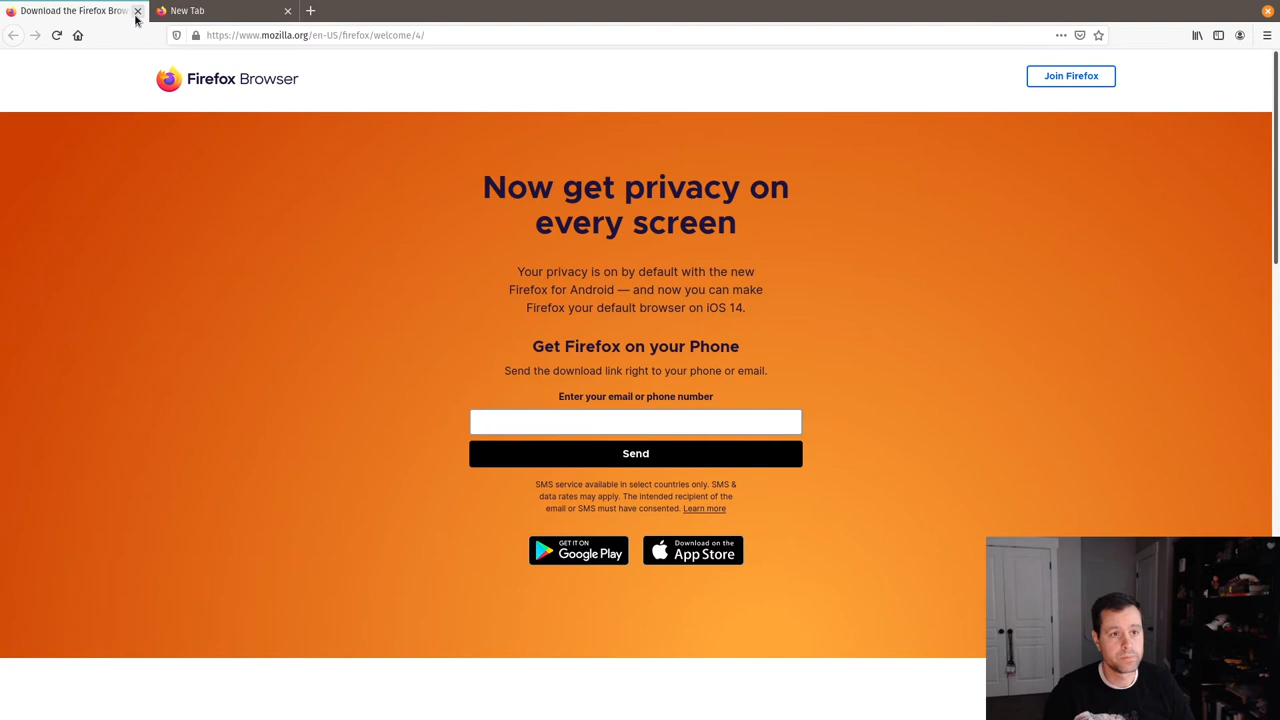 Download the Firefox Brow
New Tab
https://www.mozilla.org/en-US/firefox/welcome/4/
Firefox Browser
Join Firefox
Now get privacy on
every screen
Your privacy is on by default with the new
Firefox for Android — and now you can make
Firefox your default browser on iOS 14.
Get Firefox on your Phone
Send the download link right to your phone or email.
Enter your email or phone number
Send
SMS service available in select countries only. SMS &
data rates may apply. The intended recipient of the
email or SMS must have consented. Learn more
GET IT ON
Google Play
Download on the
App Store